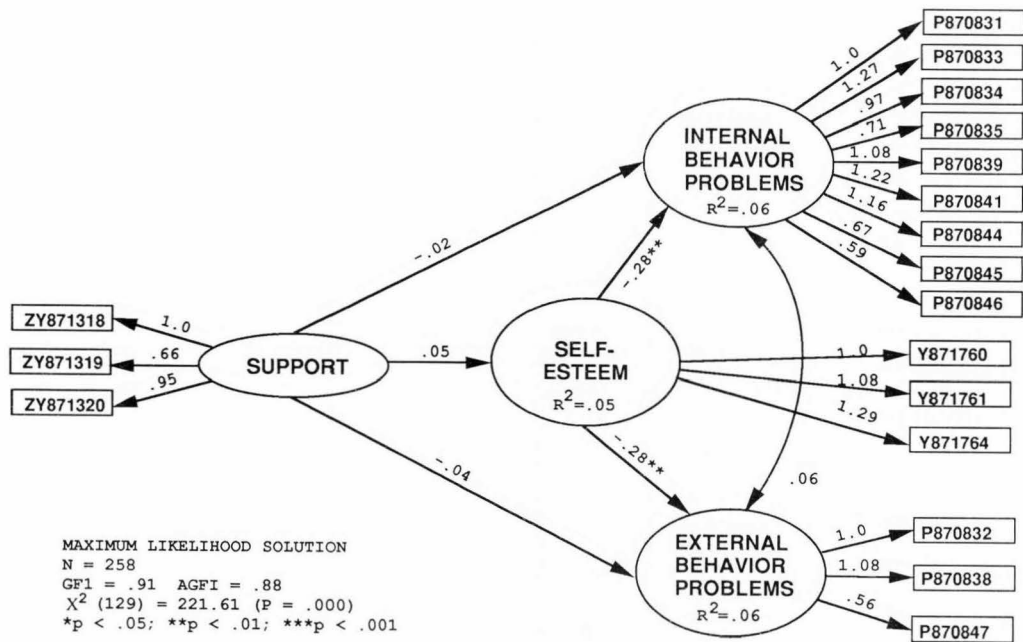 P870831
P870833
P870834
P870835
P870839
P870841
P870844
P870845
P870846
1.0
1.27
.97
.71
1.08
1.22
1.16
.67
.59
INTERNAL
BEHAVIOR
PROBLEMS
R²=.06
-.02
-.28**
ZY871318
ZY871319
ZY871320
1.0
.66
.95
SUPPORT
.05
SELF-
ESTEEM
R²=.05
1.0
1.08
1.29
Y871760
Y871761
Y871764
-.28**
-.04
.06
EXTERNAL
BEHAVIOR
PROBLEMS
R²=.06
1.0
1.08
.56
P870832
P870838
P870847
MAXIMUM LIKELIHOOD SOLUTION
N = 258
GF1 = .91 AGFI = .88
X² (129) = 221.61 (P = .000)
*p < .05; **p < .01; ***p < .001